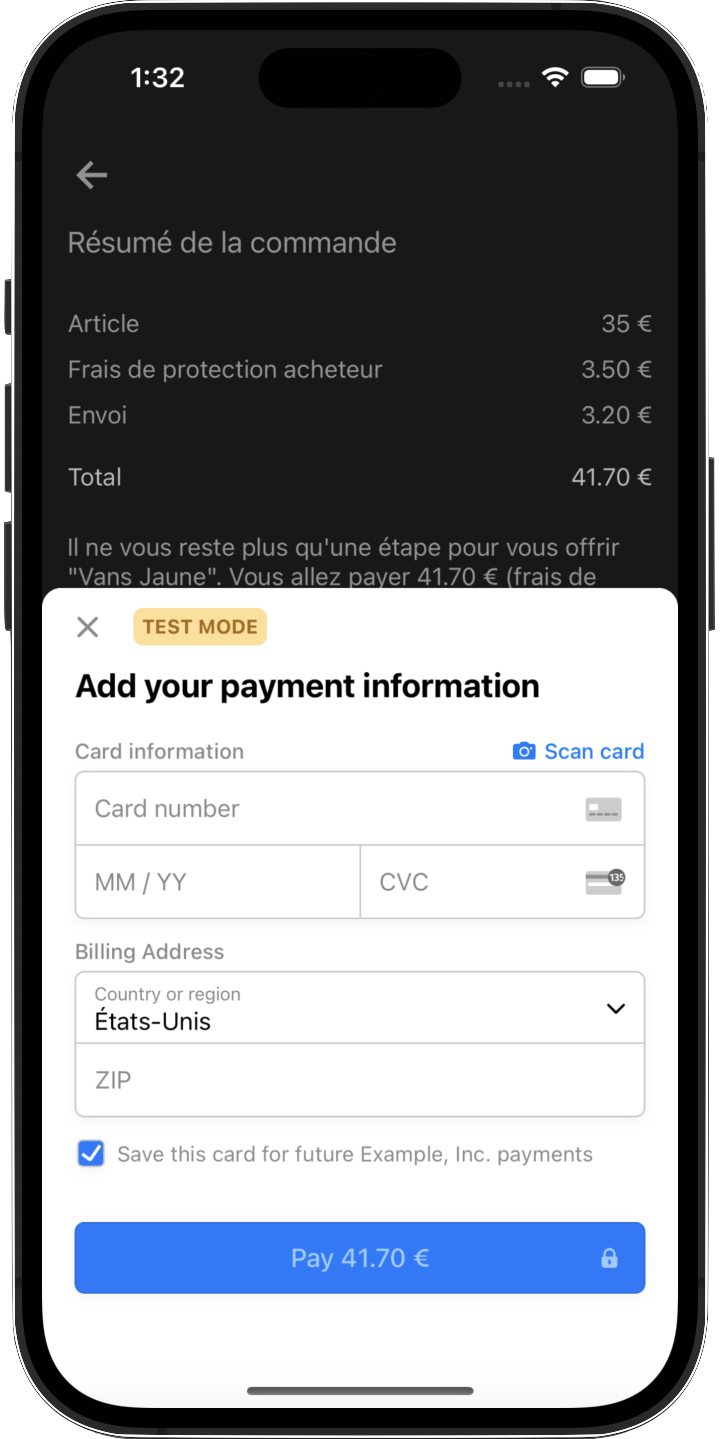 1:32
Résumé de la commande
Article 35 €
Frais de protection acheteur 3.50 €
Envoi 3.20 €
Total 41.70 €
Il ne vous reste plus qu'une étape pour vous offrir
"Vans Jaune". Vous allez payer 41.70 € (frais de
TEST MODE
Add your payment information
Card information Scan card
Card number
MM / YY CVC 135
Billing Address
Country or region
États-Unis
ZIP
Save this card for future Example, Inc. payments
Pay 41.70 €